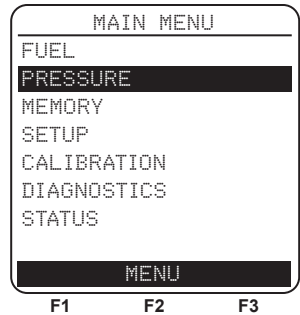 MAIN MENU
FUEL
PRESSURE
MEMORY
SETUP
CALIBRATION
DIAGNOSTICS
STATUS
MENU
F1 F2 F3